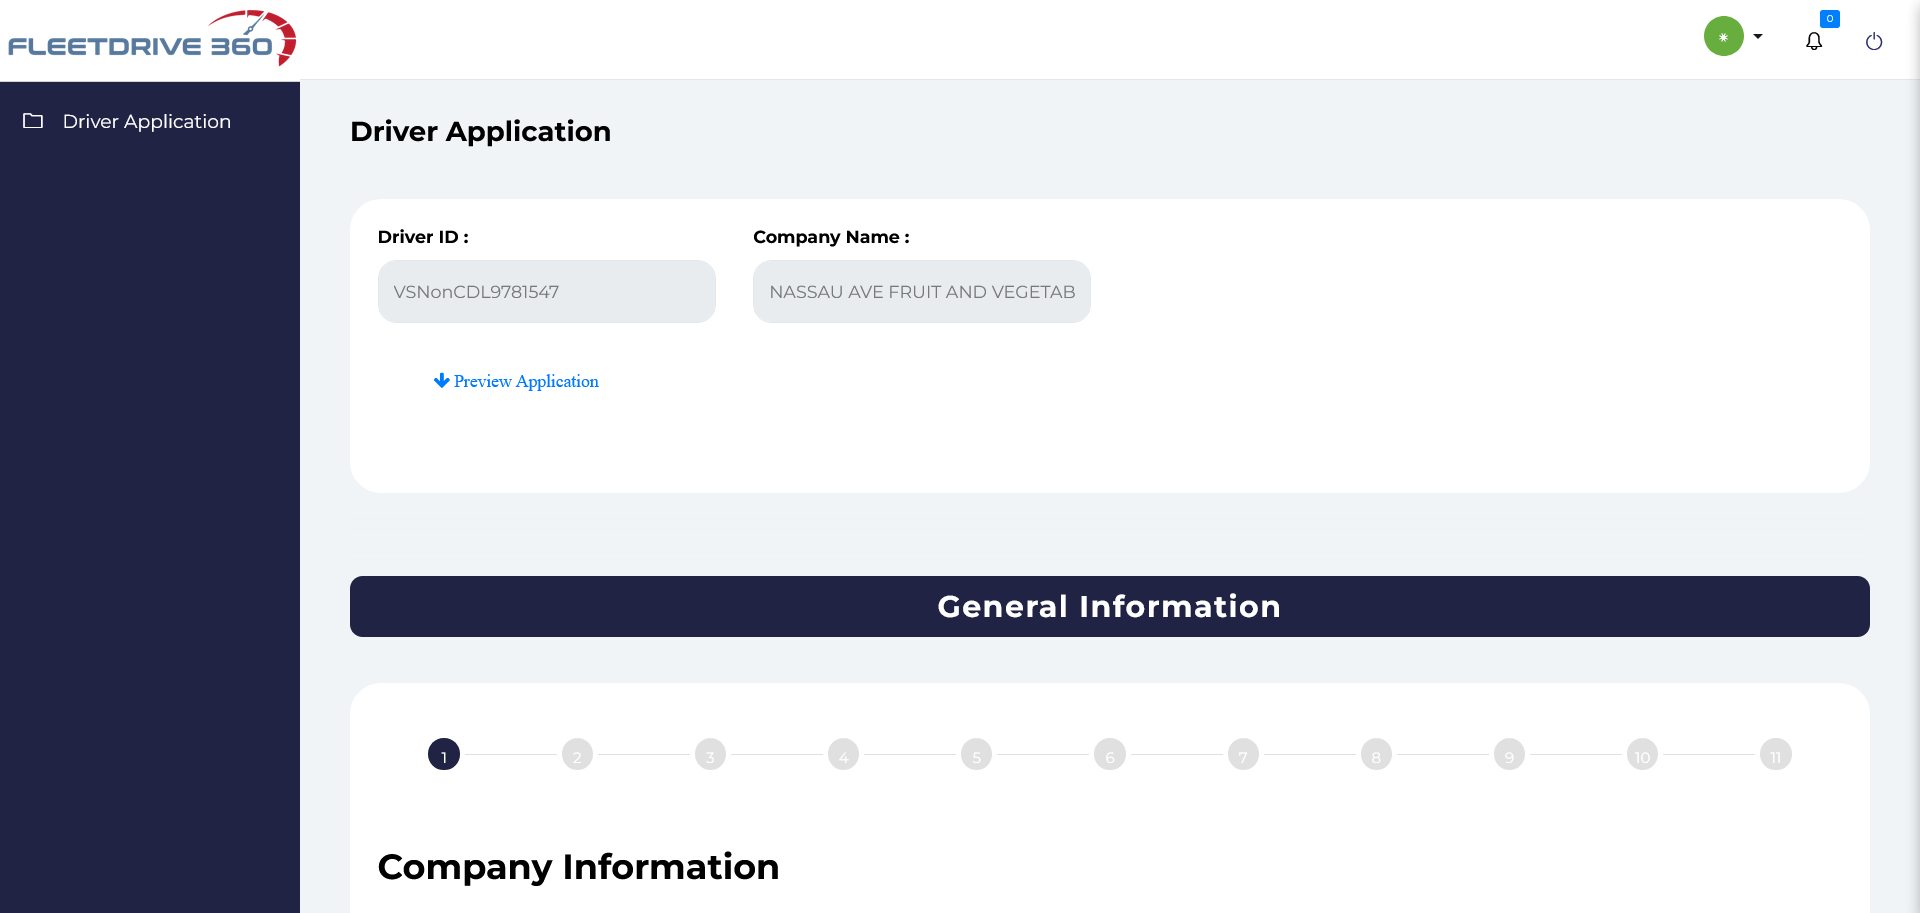 FLEETDRIVE 360
0
Driver Application
Driver Application
Driver ID :
Company Name :
VSNonCDL9781547
NASSAU AVE FRUIT AND VEGETAB
Preview Application
General Information
1 2 3 4 5 6 7 8 9 10 11
Company Information